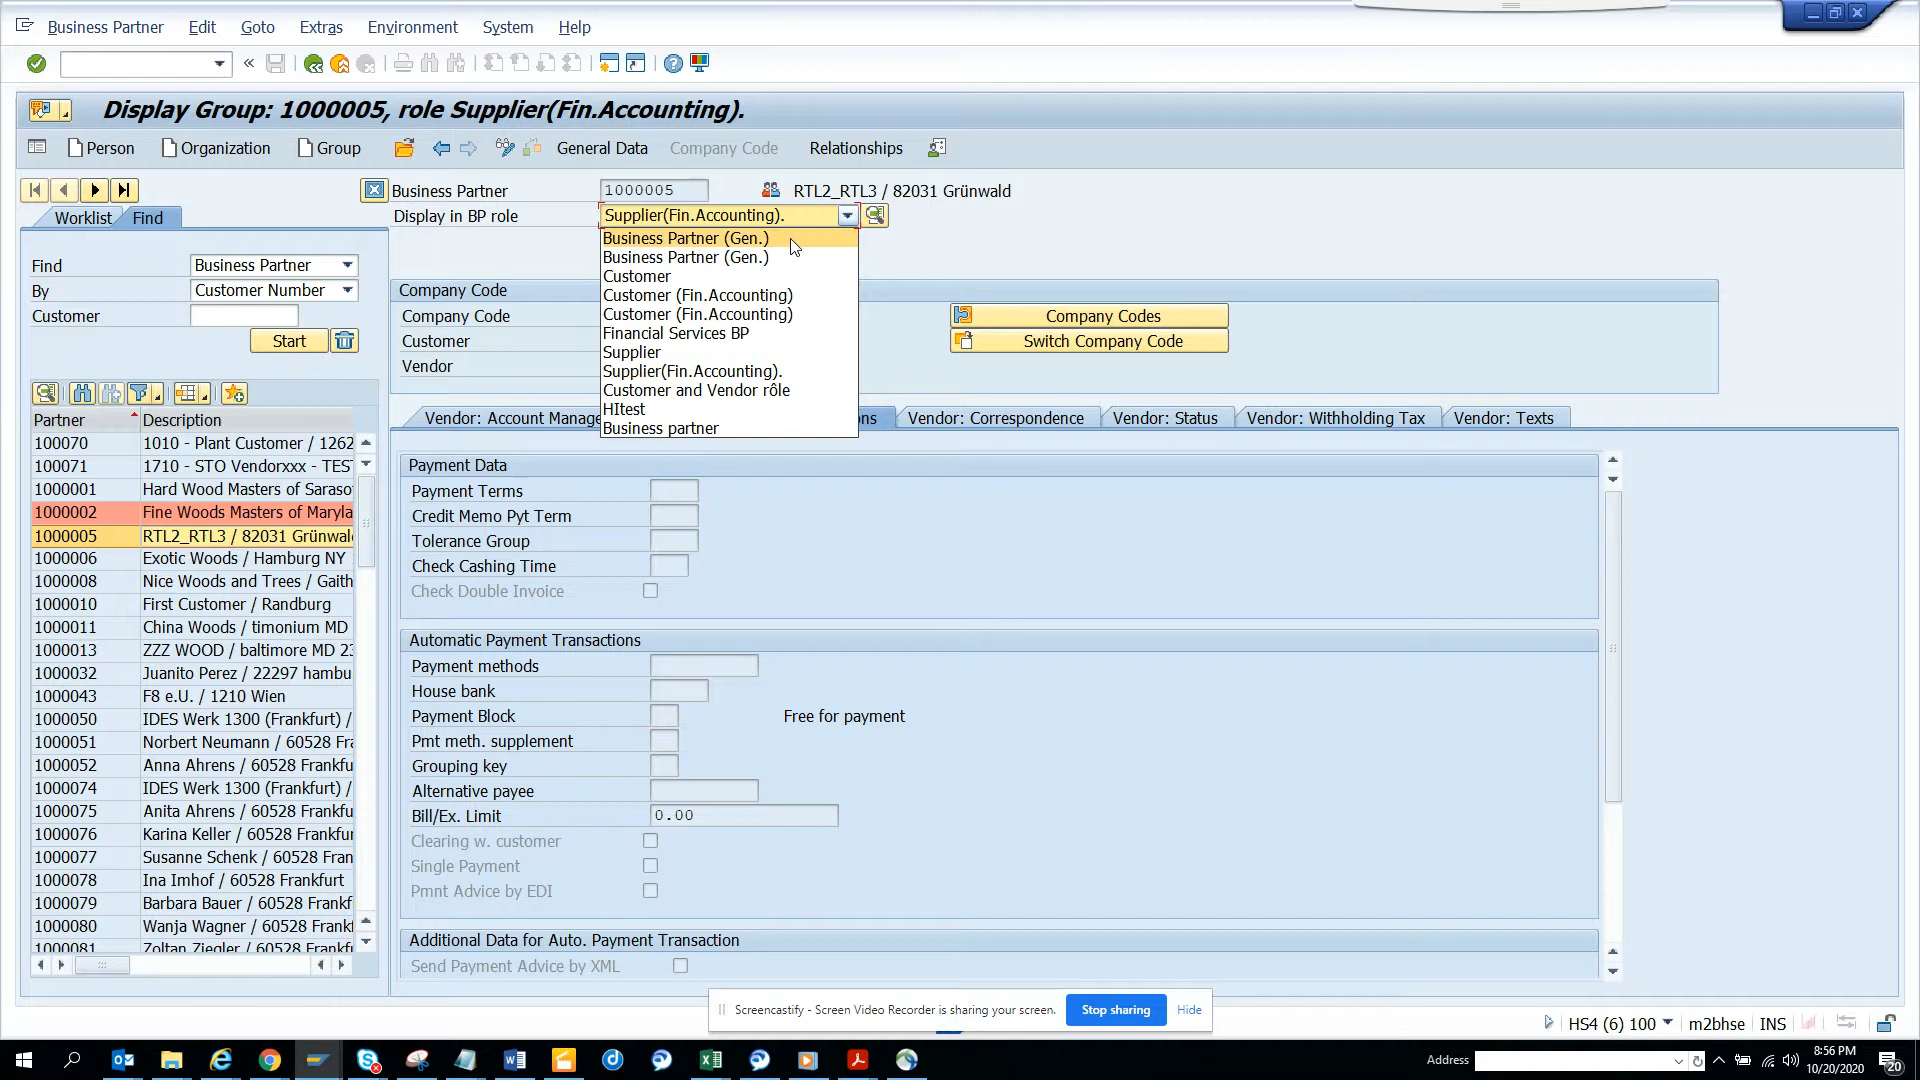 Business Partner Edit Goto Extras Environment System Help
Display Group: 1000005, role Supplier(Fin.Accounting).
Person Organization Group General Data Company Code Relationships
Business Partner 1000005 RTL2_RTL3 / 82031 Grünwald
Display in BP role Supplier(Fin.Accounting).
Business Partner (Gen.)
Business Partner (Gen.)
Customer
Customer (Fin.Accounting)
Customer (Fin.Accounting)
Financial Services BP
Supplier
Supplier(Fin.Accounting).
Customer and Vendor rôle
HItest
Business partner
Worklist Find
Find Business Partner
By Customer Number
Customer
Start
Partner Description
100070 1010 - Plant Customer / 1262
100071 1710 - STO Vendorxxx - TEST
1000001 Hard Wood Masters of Saraso
1000002 Fine Woods Masters of Maryla
1000005 RTL2_RTL3 / 82031 Grünwal
1000006 Exotic Woods / Hamburg NY
1000008 Nice Woods and Trees / Gaith
1000010 First Customer / Randburg
1000011 China Woods / timonium MD
1000013 ZZZ WOOD / baltimore MD 23
1000032 Juanito Perez / 22297 hambu
1000043 F8 e.U. / 1210 Wien
1000050 IDES Werk 1300 (Frankfurt) /
1000051 Norbert Neumann / 60528 Fra
1000052 Anna Ahrens / 60528 Frankfu
1000074 IDES Werk 1300 (Frankfurt) /
1000075 Anita Ahrens / 60528 Frankfu
1000076 Karina Keller / 60528 Frankfur
1000077 Susanne Schenk / 60528 Fran
1000078 Ina Imhof / 60528 Frankfurt
1000079 Barbara Bauer / 60528 Frankf
1000080 Wanja Wagner / 60528 Frankf
1000081 Zoltan Ziegler / 60528 Frankfu
Company Code
Company Code Company Codes
Customer Switch Company Code
Vendor
Vendor: Account Manage ons Vendor: Correspondence Vendor: Status Vendor: Withholding Tax Vendor: Texts
Payment Data
Payment Terms
Credit Memo Pyt Term
Tolerance Group
Check Cashing Time
Check Double Invoice
Automatic Payment Transactions
Payment methods
House bank
Payment Block Free for payment
Pmt meth. supplement
Grouping key
Alternative payee
Bill/Ex. Limit 0.00
Clearing w. customer
Single Payment
Pmnt Advice by EDI
Additional Data for Auto. Payment Transaction
Send Payment Advice by XML
Screencastify - Screen Video Recorder is sharing your screen. Stop sharing Hide
HS4 (6) 100 m2bhse INS
Address 8:56 PM
10/20/2020 20